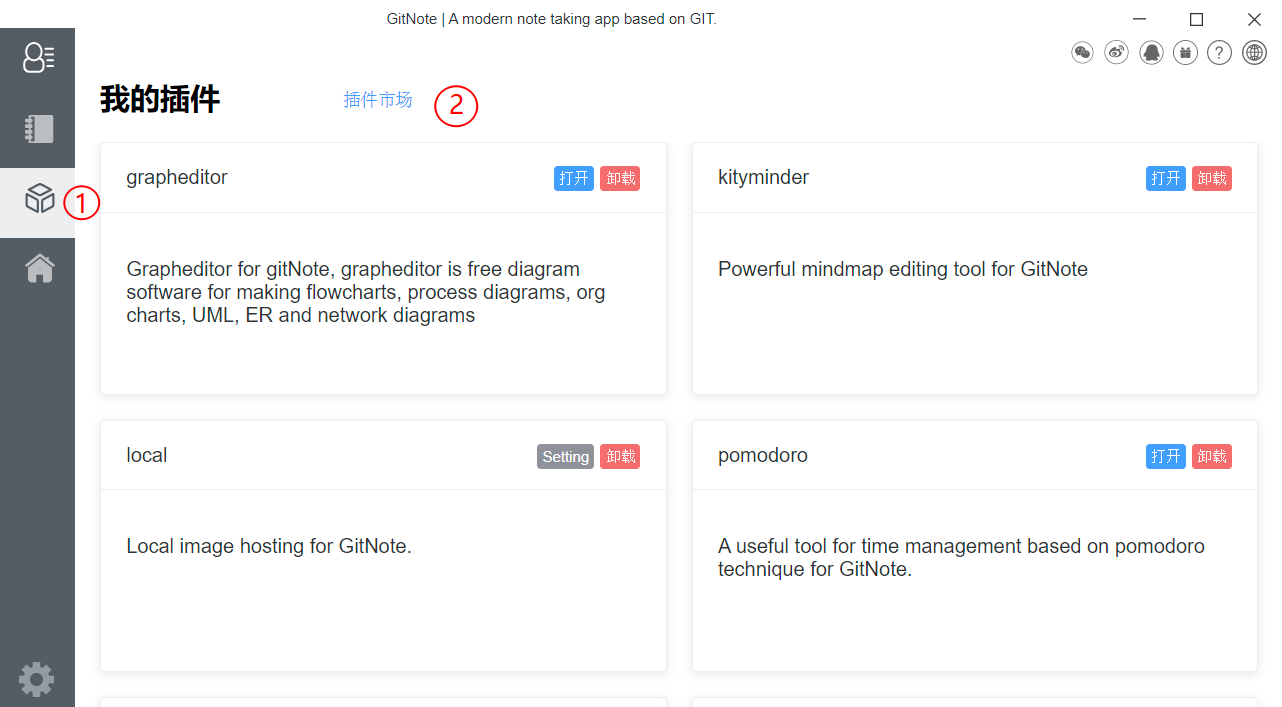 GitNote | A modern note taking app based on GIT.
?
我的插件
插件市场
2
1
grapheditor
打开
卸载
Grapheditor for gitNote, grapheditor is free diagram
software for making flowcharts, process diagrams, org
charts, UML, ER and network diagrams
kityminder
打开
卸载
Powerful mindmap editing tool for GitNote
local
Setting
卸载
Local image hosting for GitNote.
pomodoro
打开
卸载
A useful tool for time management based on pomodoro
technique for GitNote.